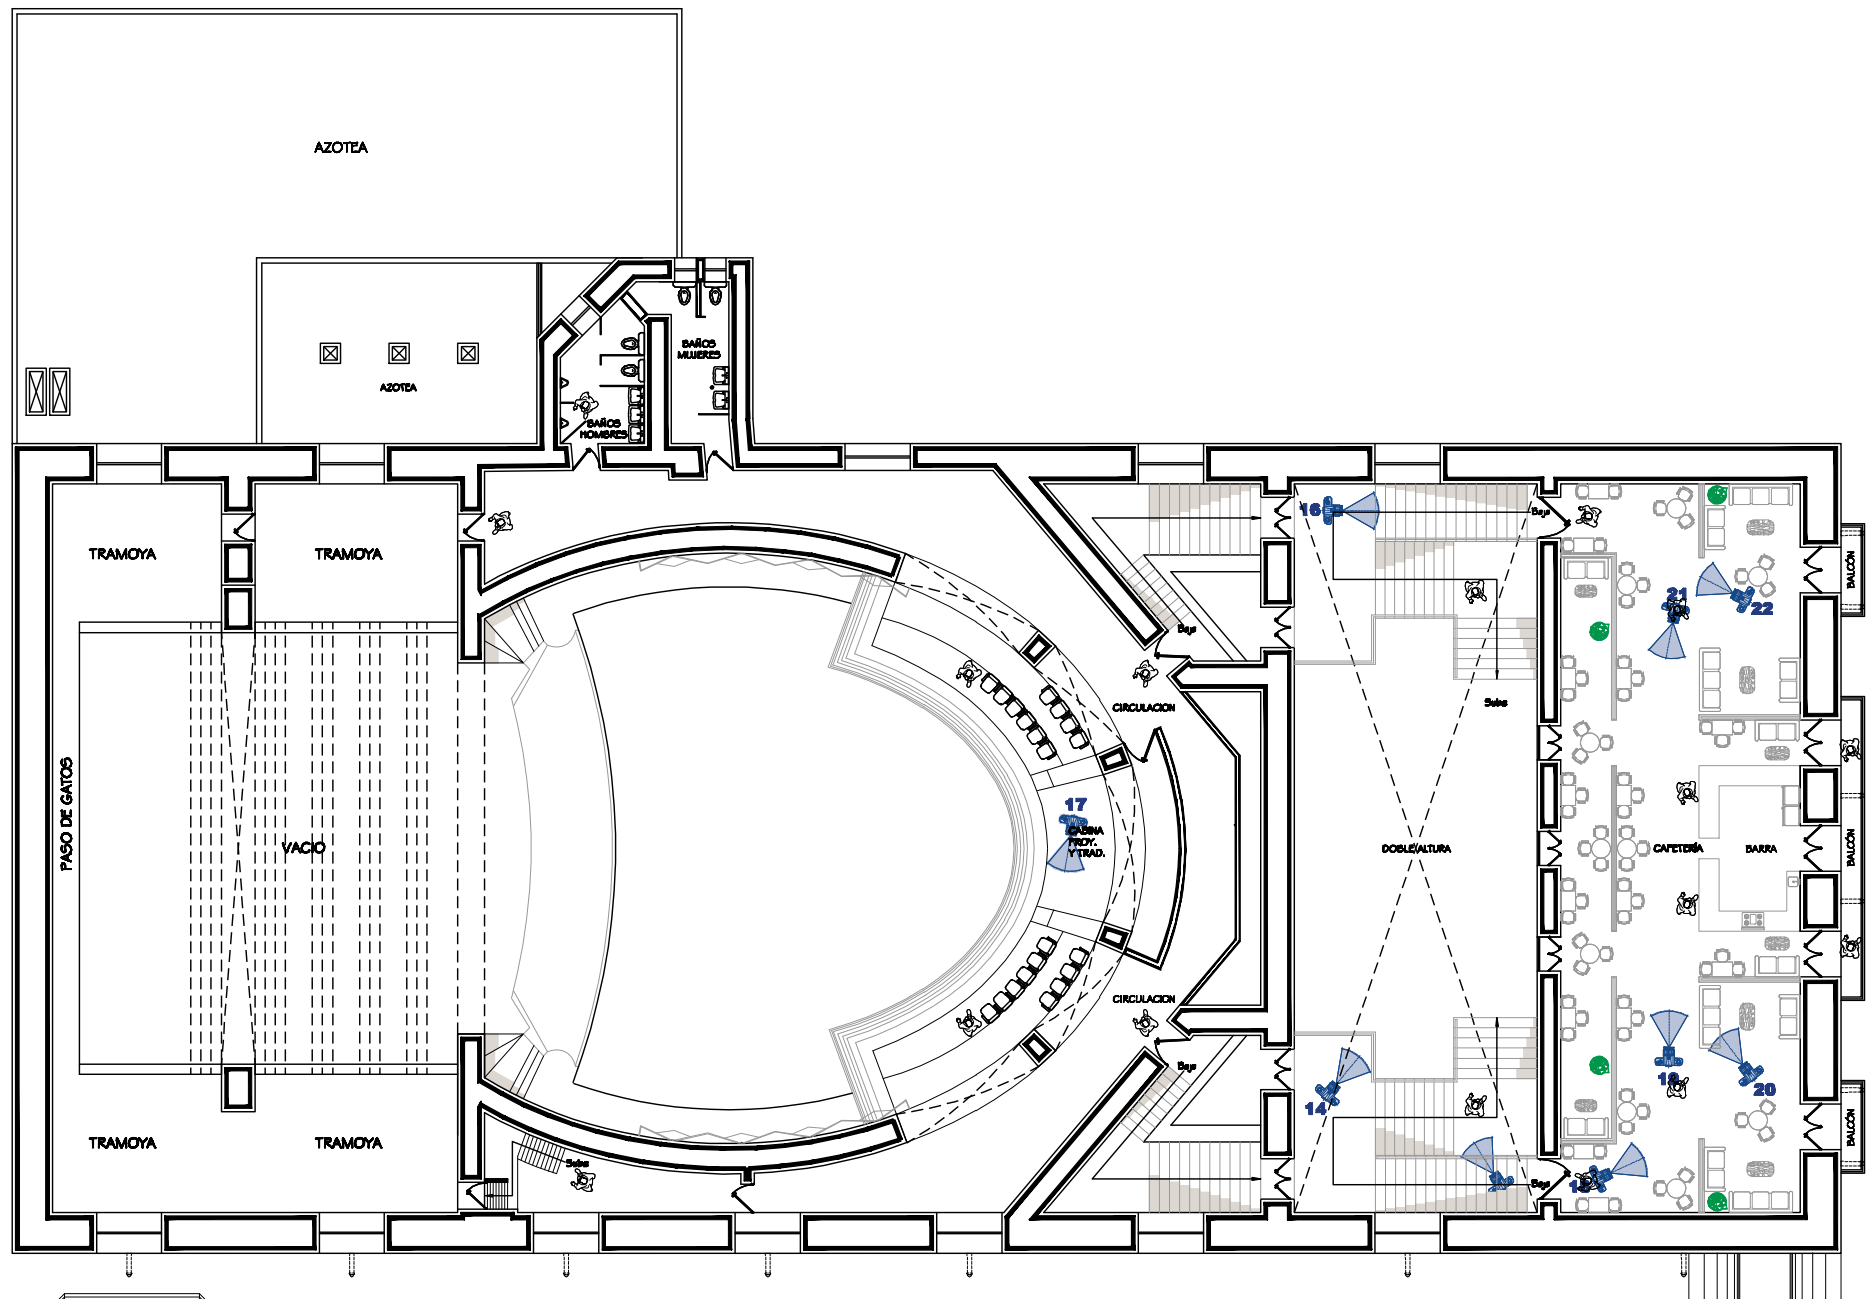 AZOTEA
BAÑOS
MUJERES
AZOTEA
BAÑOS
HOMBRES
16
Baja
TRAMOYA
TRAMOYA
BALCÓN
21
22
Baja
Sube
CIRCULACION
PASO DE GATOS
VACIO
17
CABINA
PROY.
Y TRAD.
DOBLE ALTURA
CAFETERÍA
BARRA
BALCÓN
CIRCULACION
Baja
14
20
BALCÓN
TRAMOYA
TRAMOYA
Sube
Baja